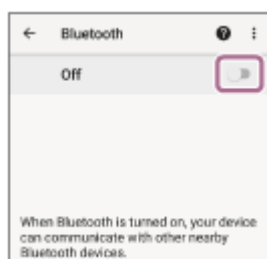 Bluetooth
Off
When Bluetooth is turned on, your device
can communicate with other nearby
Bluetooth devices.